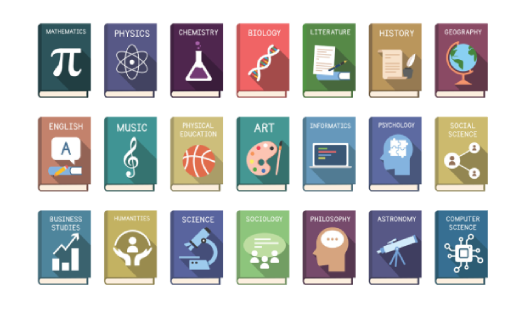 MATHEMATICS
PHYSICS
CHEMISTRY
BIOLOGY
LITERATURE
HISTORY
GEOGRAPHY
π
ENGLISH
MUSIC
PHYSICAL
EDUCATION
ART
INFORMATICS
PSYCHOLOGY
SOCIAL
SCIENCE
A
BUSINESS
STUDIES
HUMANITIES
SCIENCE
SOCIOLOGY
PHILOSOPHY
ASTRONOMY
COMPUTER
SCIENCE